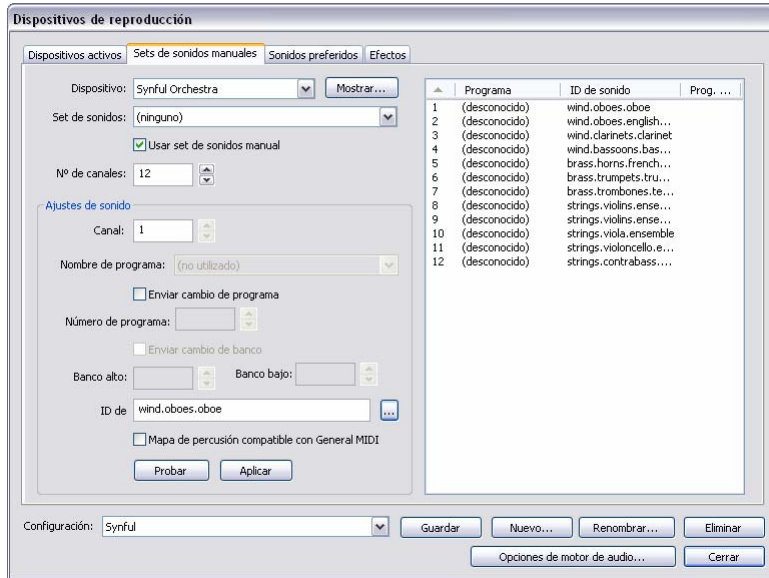 Dispositivos de reproducción
Dispositivos activos Sets de sonidos manuales Sonidos preferidos Efectos
Dispositivo: Synful Orchestra Mostrar...
Set de sonidos: (ninguno)
Usar set de sonidos manual
Nº de canales: 12
Ajustes de sonido
Canal: 1
Nombre de programa: (no utilizado)
Enviar cambio de programa
Número de programa:
Enviar cambio de banco
Banco alto: Banco bajo:
ID de wind.oboes.oboe ...
Mapa de percusión compatible con General MIDI
Probar Aplicar
Programa ID de sonido Prog. ...
1 (desconocido) wind.oboes.oboe
2 (desconocido) wind.oboes.english...
3 (desconocido) wind.clarinets.clarinet
4 (desconocido) wind.bassoons.bas...
5 (desconocido) brass.horns.french...
6 (desconocido) brass.trumpets.tru...
7 (desconocido) brass.trombones.te...
8 (desconocido) strings.violins.ense...
9 (desconocido) strings.violins.ense...
10 (desconocido) strings.viola.ensemble
11 (desconocido) strings.violoncello.e...
12 (desconocido) strings.contrabass....
Configuración: Synful Guardar Nuevo... Renombrar... Eliminar
Opciones de motor de audio... Cerrar